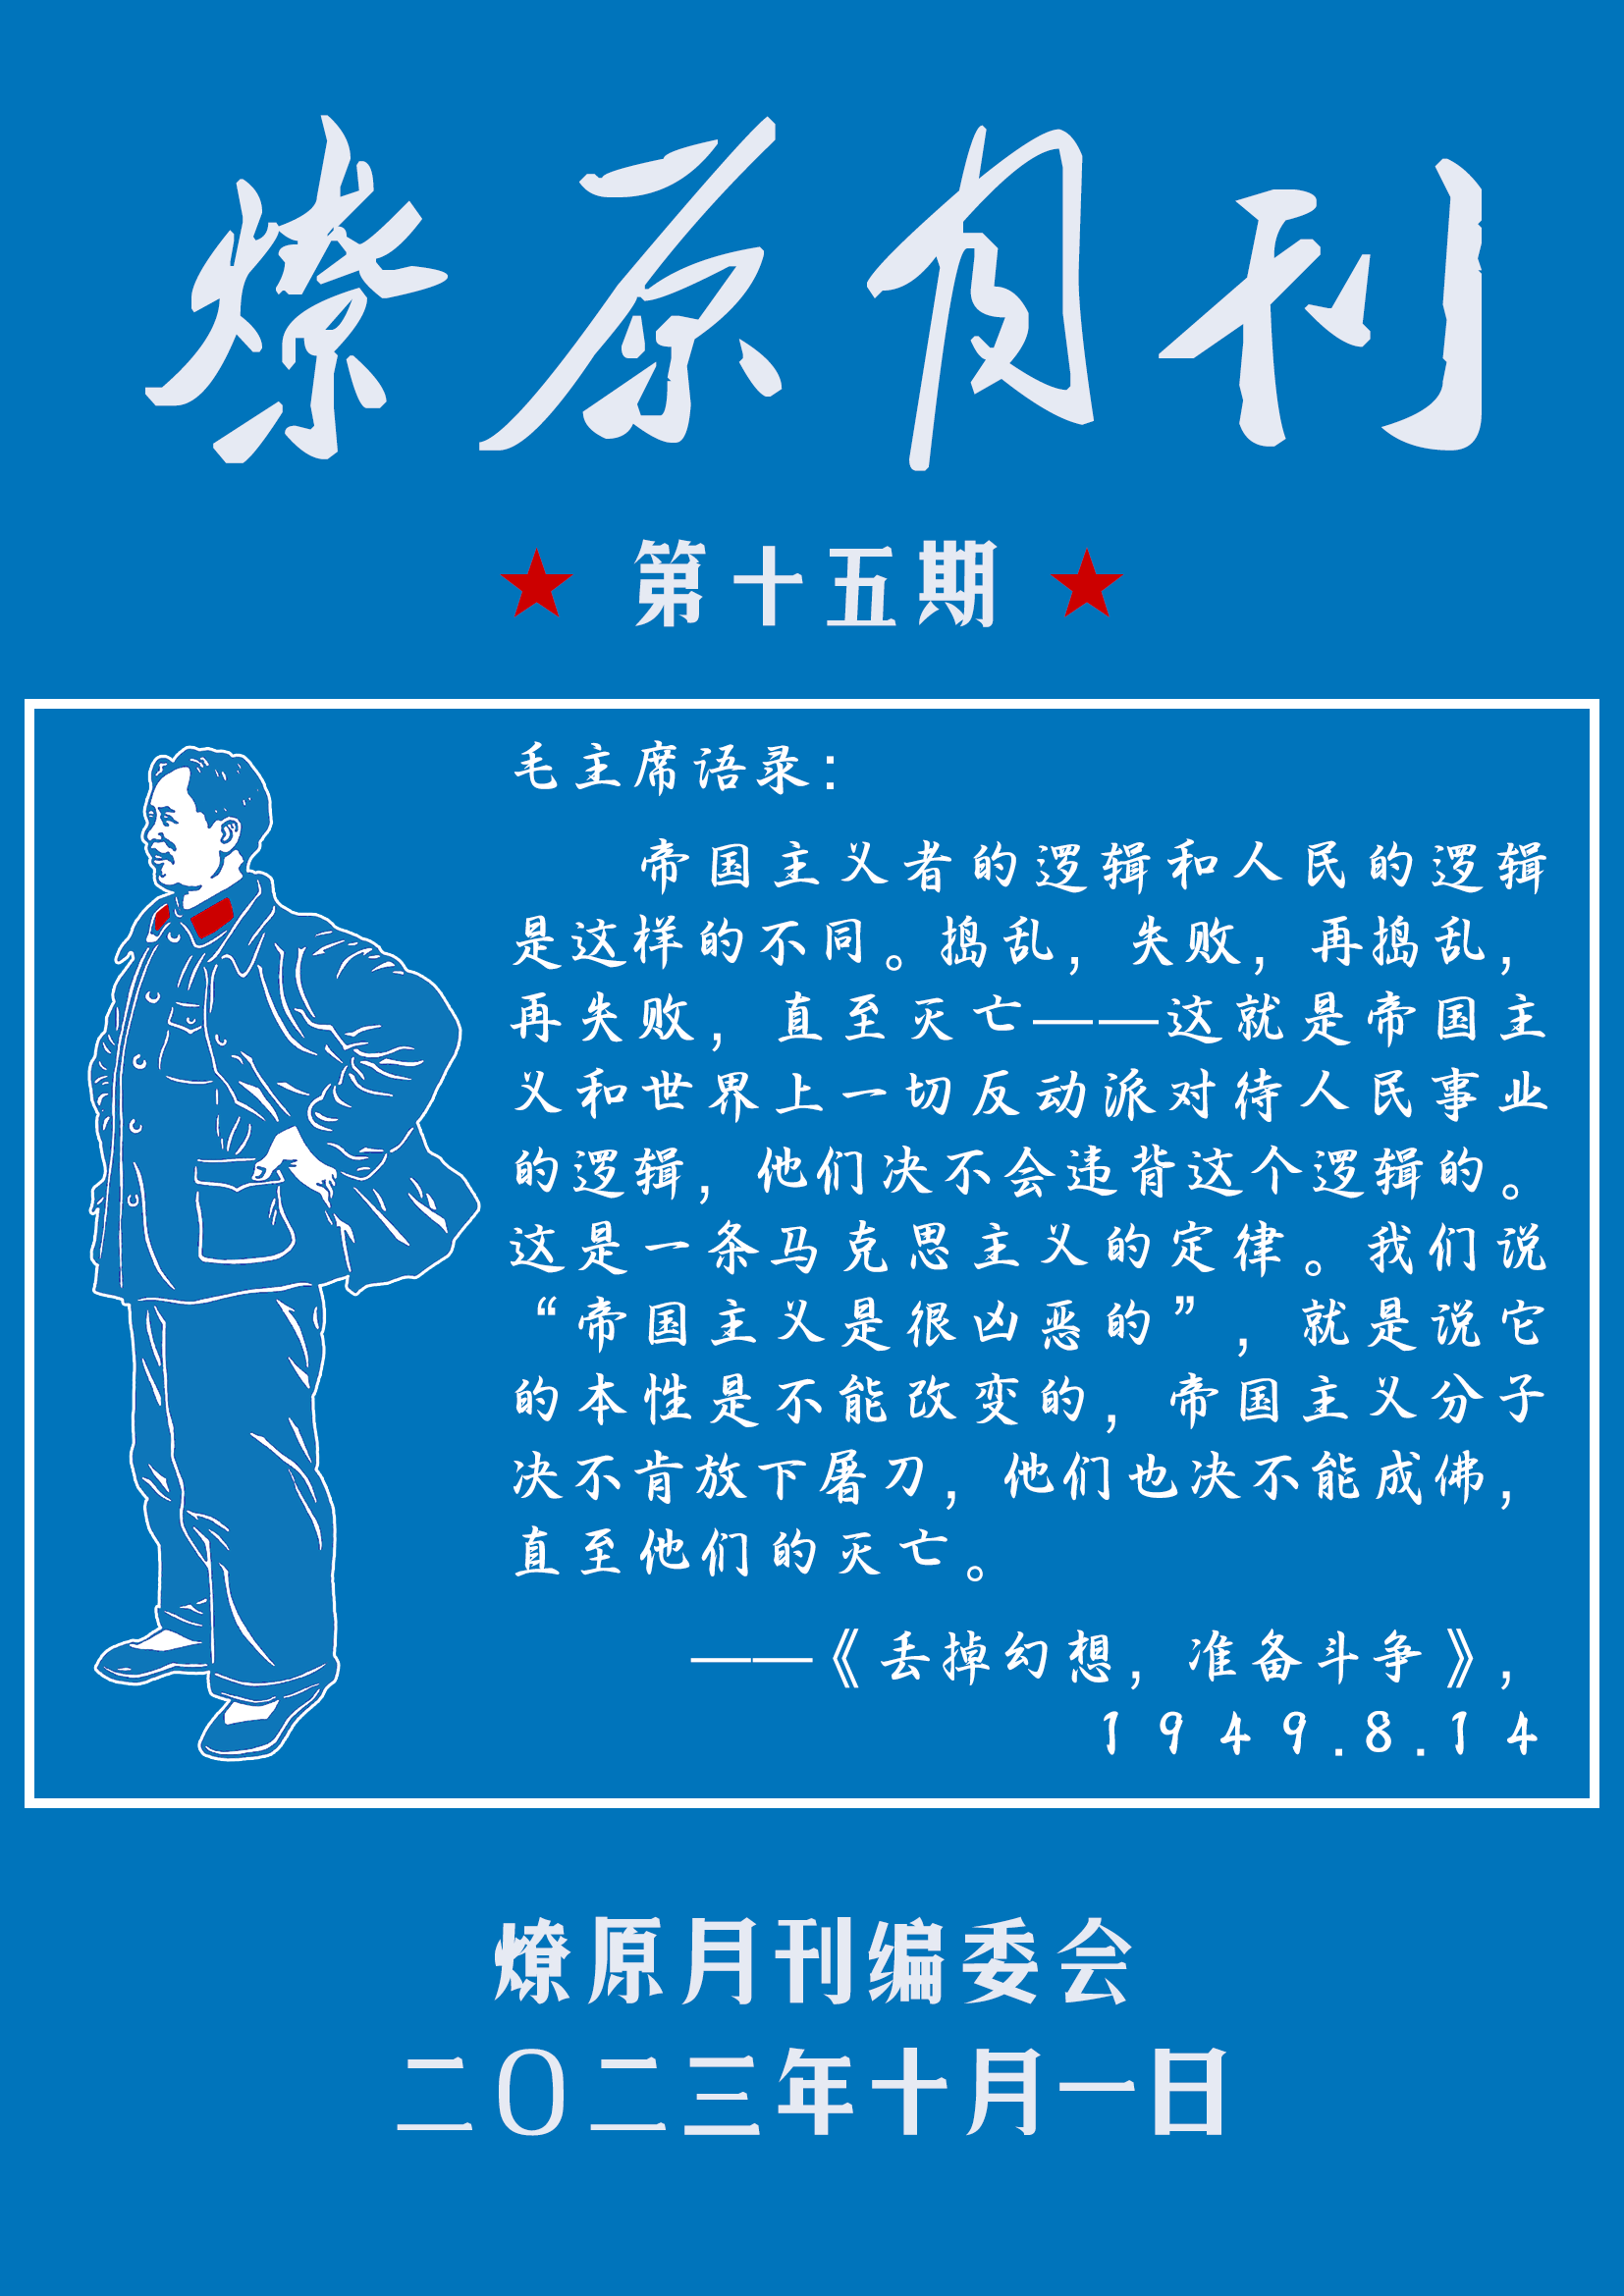 燎原月刊
第十五期
毛主席语录：
帝国主义者的逻辑和人民的逻辑
是这样的不同。捣乱，失败，再捣乱，
再失败，直至灭亡——这就是帝国主
义和世界上一切反动派对待人民事业
的逻辑，他们决不会违背这个逻辑的。
这是一条马克思主义的定律。我们说
“帝国主义是很凶恶的”，就是说它
的本性是不能改变的，帝国主义分子
决不肯放下屠刀，他们也决不能成佛，
直至他们的灭亡。
——《丢掉幻想，准备斗争》，
1949.8.14
燎原月刊编委会
二〇二三年十月一日